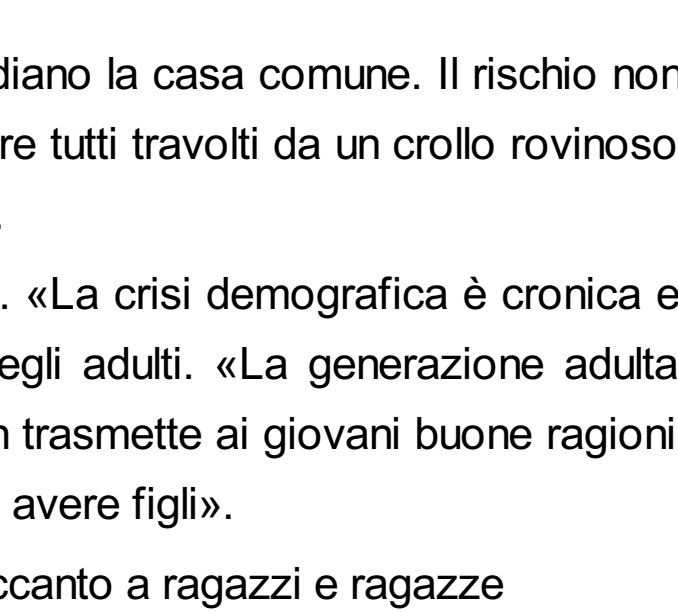 diano la casa comune. Il rischio non
re tutti travolti da un crollo rovinoso
.
. «La crisi demografica è cronica e
egli adulti. «La generazione adulta
n trasmette ai giovani buone ragioni
avere figli».
ccanto a ragazzi e ragazze